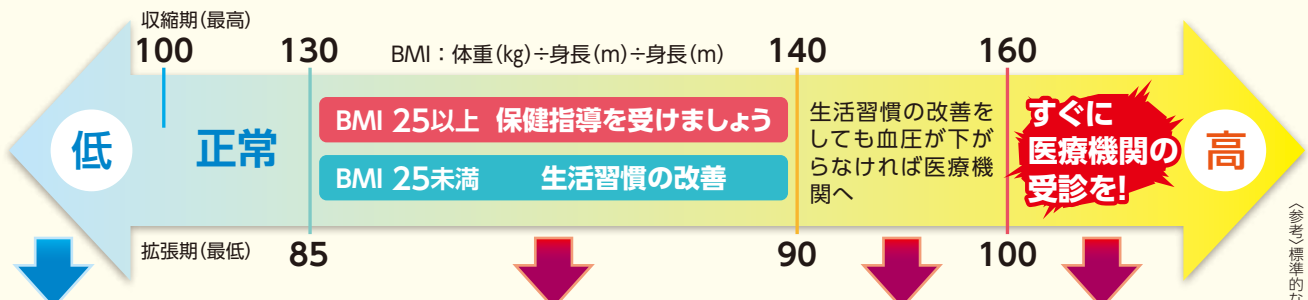 収縮期(最高)
100
130
BMI：体重(kg)÷身長(m)÷身長(m)
140
160
低
正常
BMI 25以上 保健指導を受けましょう
BMI 25未満 生活習慣の改善
生活習慣の改善を
しても血圧が下が
らなければ医療機
関へ
すぐに
医療機関の
受診を!
高
拡張期(最低)
85
90
100
〈参考〉標準的な